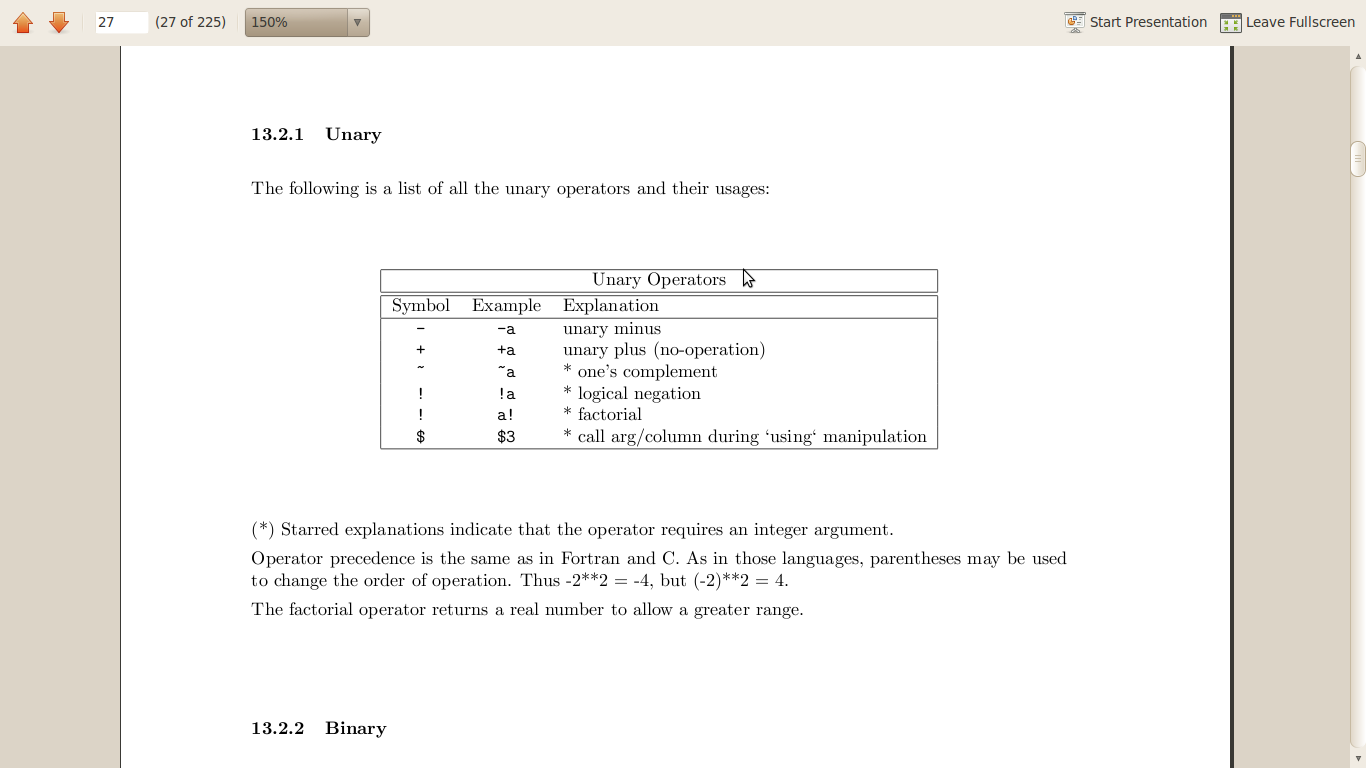 27 (27 of 225) 150% Start Presentation Leave Fullscreen
13.2.1 Unary
The following is a list of all the unary operators and their usages:
Unary Operators
Symbol Example Explanation
- -a unary minus
+ +a unary plus (no-operation)
~ ~a * one's complement
! !a * logical negation
! a! * factorial
$ $3 * call arg/column during ‘using‘ manipulation
(*) Starred explanations indicate that the operator requires an integer argument.
Operator precedence is the same as in Fortran and C. As in those languages, parentheses may be used
to change the order of operation. Thus -2**2 = -4, but (-2)**2 = 4.
The factorial operator returns a real number to allow a greater range.
13.2.2 Binary